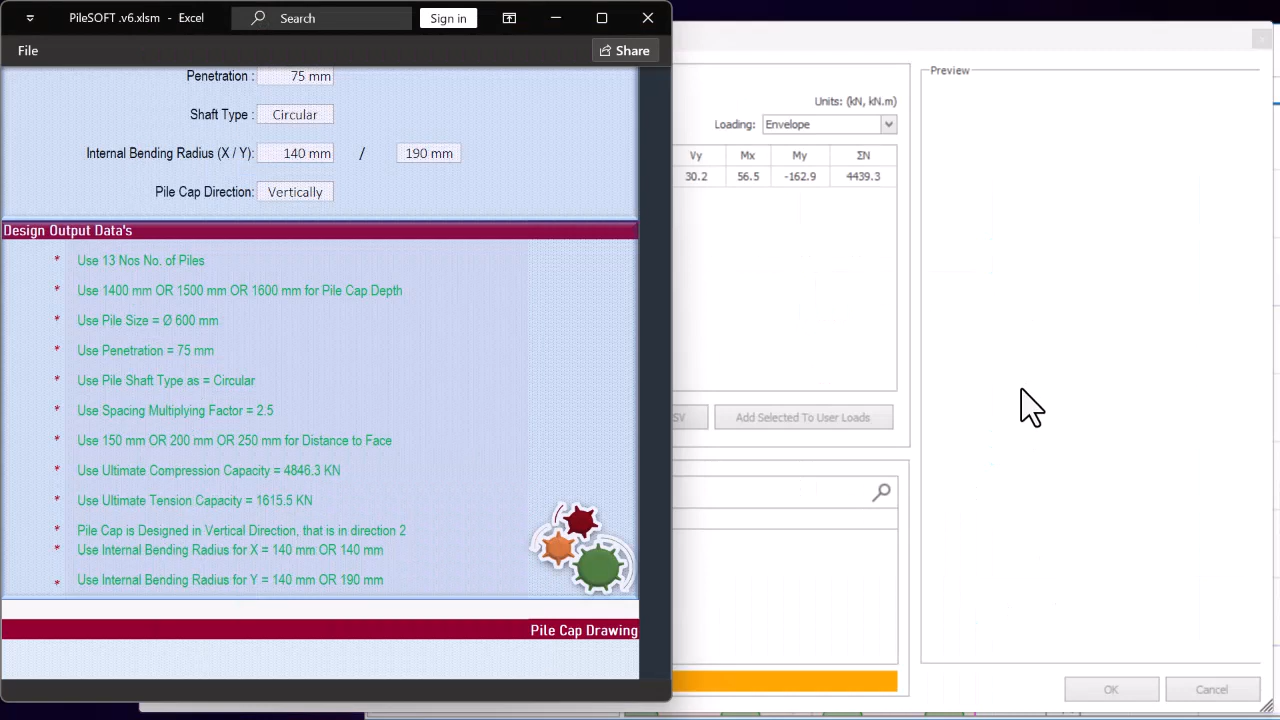 PileSOFT .v6.xlsm - Excel
Search
Sign in
File
Share
Penetration : 75 mm
Shaft Type : Circular
Internal Bending Radius (X / Y): 140 mm / 190 mm
Pile Cap Direction: Vertically
Design Output Data's
* Use 13 Nos No. of Piles
* Use 1400 mm OR 1500 mm OR 1600 mm for Pile Cap Depth
* Use Pile Size = Ø 600 mm
* Use Penetration = 75 mm
* Use Pile Shaft Type as = Circular
* Use Spacing Multiplying Factor = 2.5
* Use 150 mm OR 200 mm OR 250 mm for Distance to Face
* Use Ultimate Compression Capacity = 4846.3 KN
* Use Ultimate Tension Capacity = 1615.5 KN
* Pile Cap is Designed in Vertical Direction, that is in direction 2
* Use Internal Bending Radius for X = 140 mm OR 140 mm
* Use Internal Bending Radius for Y = 140 mm OR 190 mm
Pile Cap Drawing
Units: (kN, kN.m)
Loading: Envelope
Vy Mx My ΣN
30.2 56.5 -162.9 4439.3
SV
Add Selected To User Loads
Preview
OK
Cancel